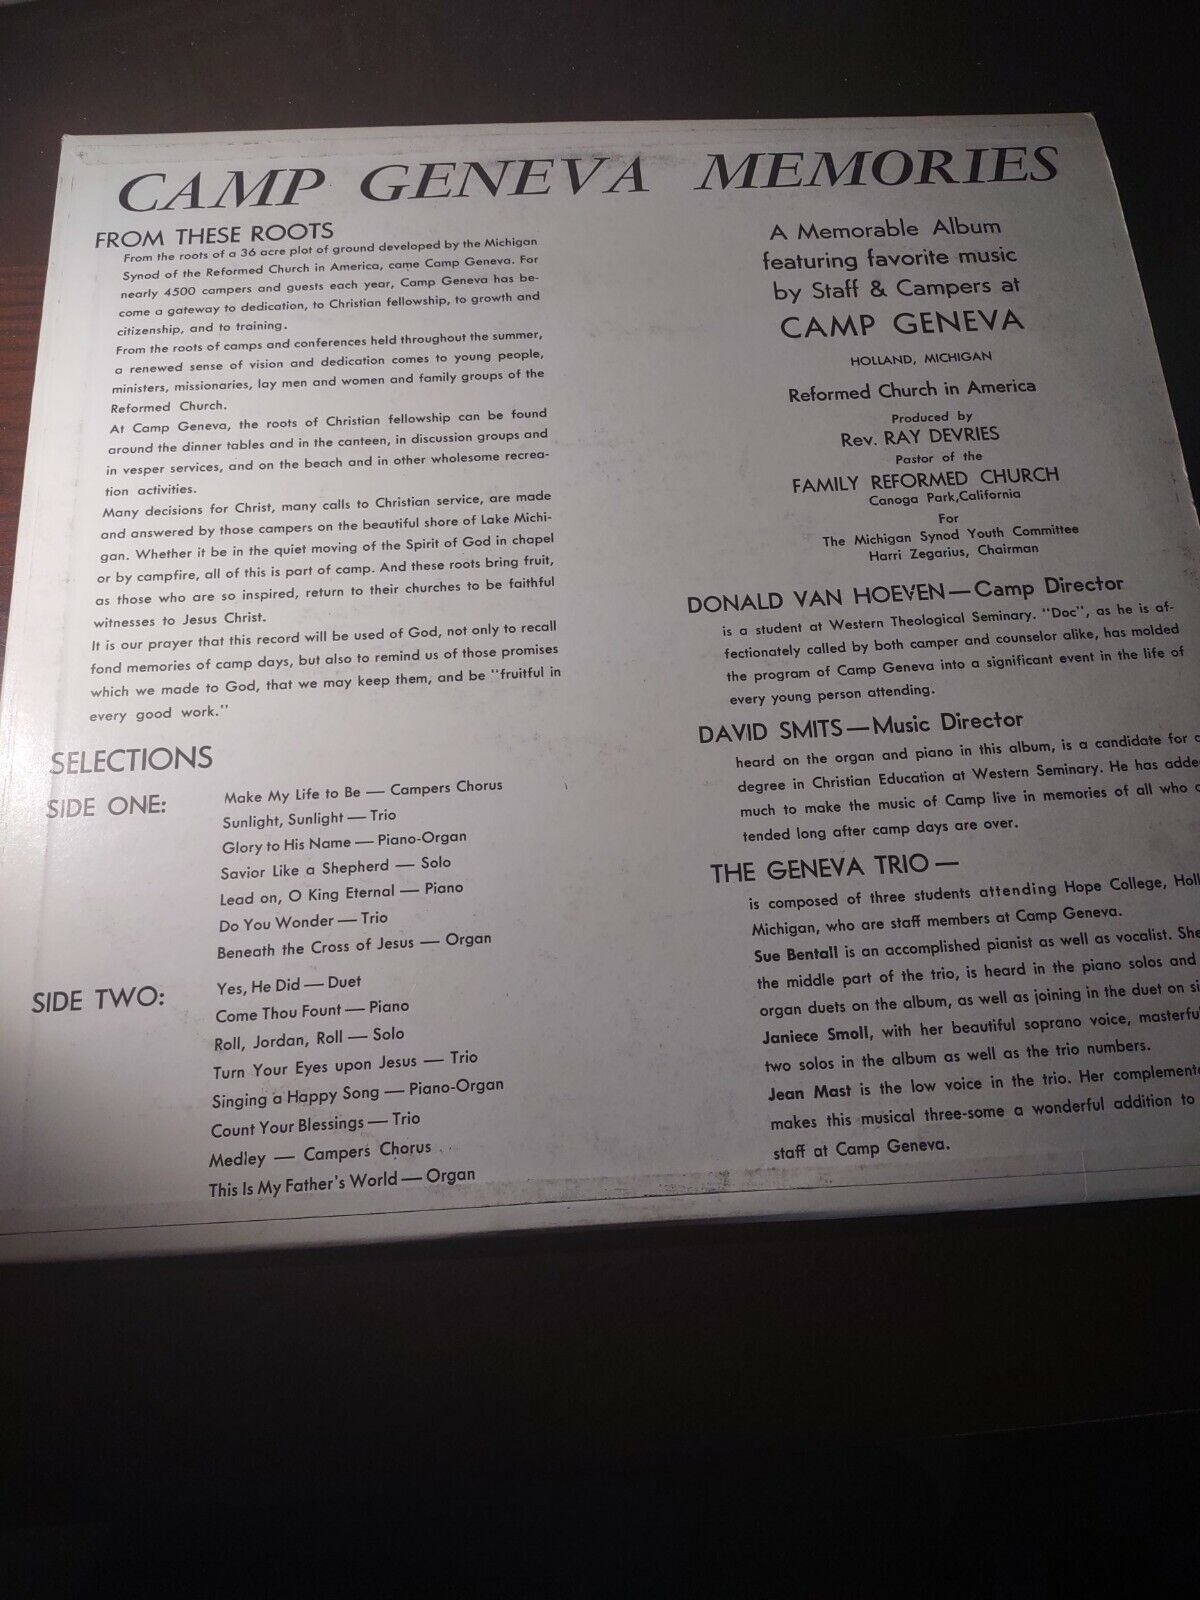 CAMP GENEVA MEMORIES
FROM THESE ROOTS
From the roots of a 36 acre plot of ground developed by the Michigan
Synod of the Reformed Church in America, came Camp Geneva. For
nearly 4500 campers and guests each year, Camp Geneva has be-
come a gateway to dedication, to Christian fellowship, to growth and
citizenship, and to training.
From the roots of camps and conferences held throughout the summer,
a renewed sense of vision and dedication comes to young people,
ministers, missionaries, lay men and women and family groups of the
Reformed Church.
At Camp Geneva, the roots of Christian fellowship can be found
around the dinner tables and in the canteen, in discussion groups and
in vesper services, and on the beach and in other wholesome recrea-
tion activities.
Many decisions for Christ, many calls to Christian service, are made
and answered by those campers on the beautiful shore of Lake Michi-
gan. Whether it be in the quiet moving of the Spirit of God in chapel
or by campfire, all of this is part of camp. And these roots bring fruit,
as those who are so inspired, return to their churches to be faithful
witnesses to Jesus Christ.
It is our prayer that this record will be used of God, not only to recall
fond memories of camp days, but also to remind us of those promises
which we made to God, that we may keep them, and be "fruitful in
every good work."
SELECTIONS
SIDE ONE:
Make My Life to Be — Campers Chorus
Sunlight, Sunlight — Trio
Glory to His Name — Piano-Organ
Savior Like a Shepherd — Solo
Lead on, O King Eternal — Piano
Do You Wonder — Trio
Beneath the Cross of Jesus — Organ
SIDE TWO:
Yes, He Did — Duet
Come Thou Fount — Piano
Roll, Jordan, Roll — Solo
Turn Your Eyes upon Jesus — Trio
Singing a Happy Song — Piano-Organ
Count Your Blessings — Trio
Medley — Campers Chorus
This Is My Father's World — Organ
A Memorable Album
featuring favorite music
by Staff & Campers at
CAMP GENEVA
HOLLAND, MICHIGAN
Reformed Church in America
Produced by
Rev. RAY DEVRIES
Pastor of the
FAMILY REFORMED CHURCH
Canoga Park, California
For
The Michigan Synod Youth Committee
Harri Zegarius, Chairman
DONALD VAN HOEVEN — Camp Director
is a student at Western Theological Seminary. "Doc", as he is af-
fectionately called by both camper and counselor alike, has molded
the program of Camp Geneva into a significant event in the life of
every young person attending.
DAVID SMITS — Music Director
heard on the organ and piano in this album, is a candidate for
degree in Christian Education at Western Seminary. He has adde
much to make the music of Camp live in memories of all who
tended long after camp days are over.
THE GENEVA TRIO —
is composed of three students attending Hope College, Holl
Michigan, who are staff members at Camp Geneva.
Sue Bentall is an accomplished pianist as well as vocalist. She
the middle part of the trio, is heard in the piano solos and
organ duets on the album, as well as joining in the duet on si
Janiece Smoll, with her beautiful soprano voice, masterfu
two solos in the album as well as the trio numbers.
Jean Mast is the low voice in the trio. Her complement
makes this musical three-some a wonderful addition to
staff at Camp Geneva.